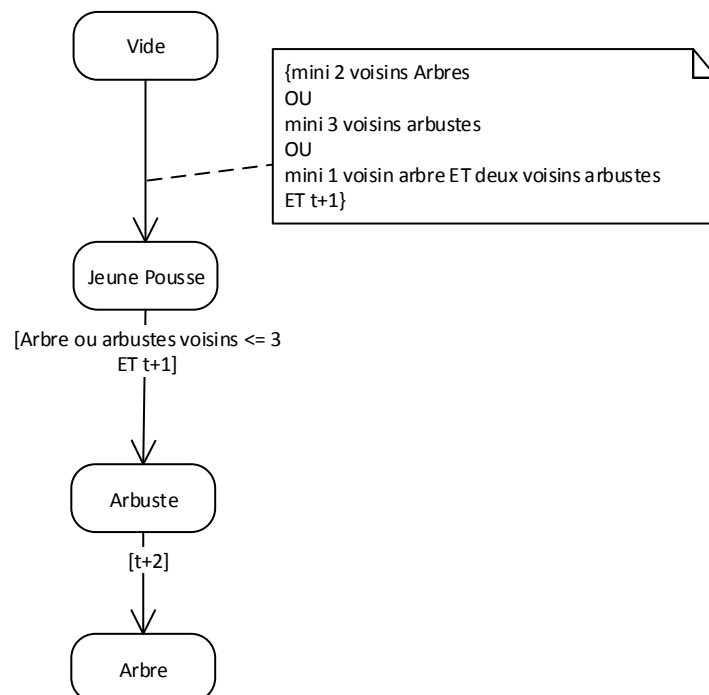 Vide
{mini 2 voisins Arbres
OU
mini 3 voisins arbustes
OU
mini 1 voisin arbre ET deux voisins arbustes
ET t+1}
Jeune Pousse
[Arbre ou arbustes voisins <= 3
ET t+1]
Arbuste
[t+2]
Arbre